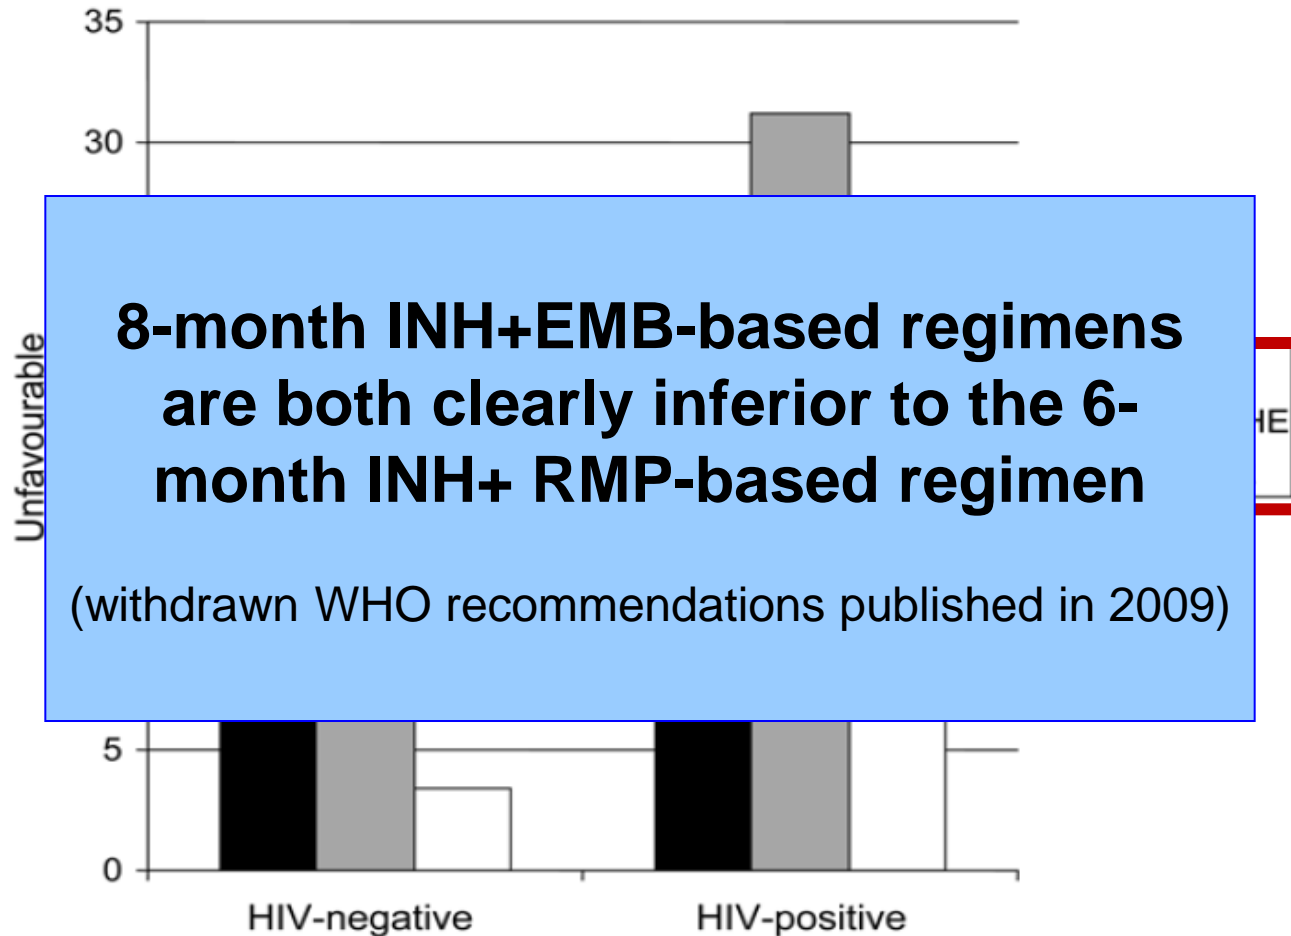 35
30
8-month INH+EMB-based regimens
are both clearly inferior to the 6-
month INH+ RMP-based regimen
(withdrawn WHO recommendations published in 2009)
Unfavourable
HE
5
0
HIV-negative
HIV-positive